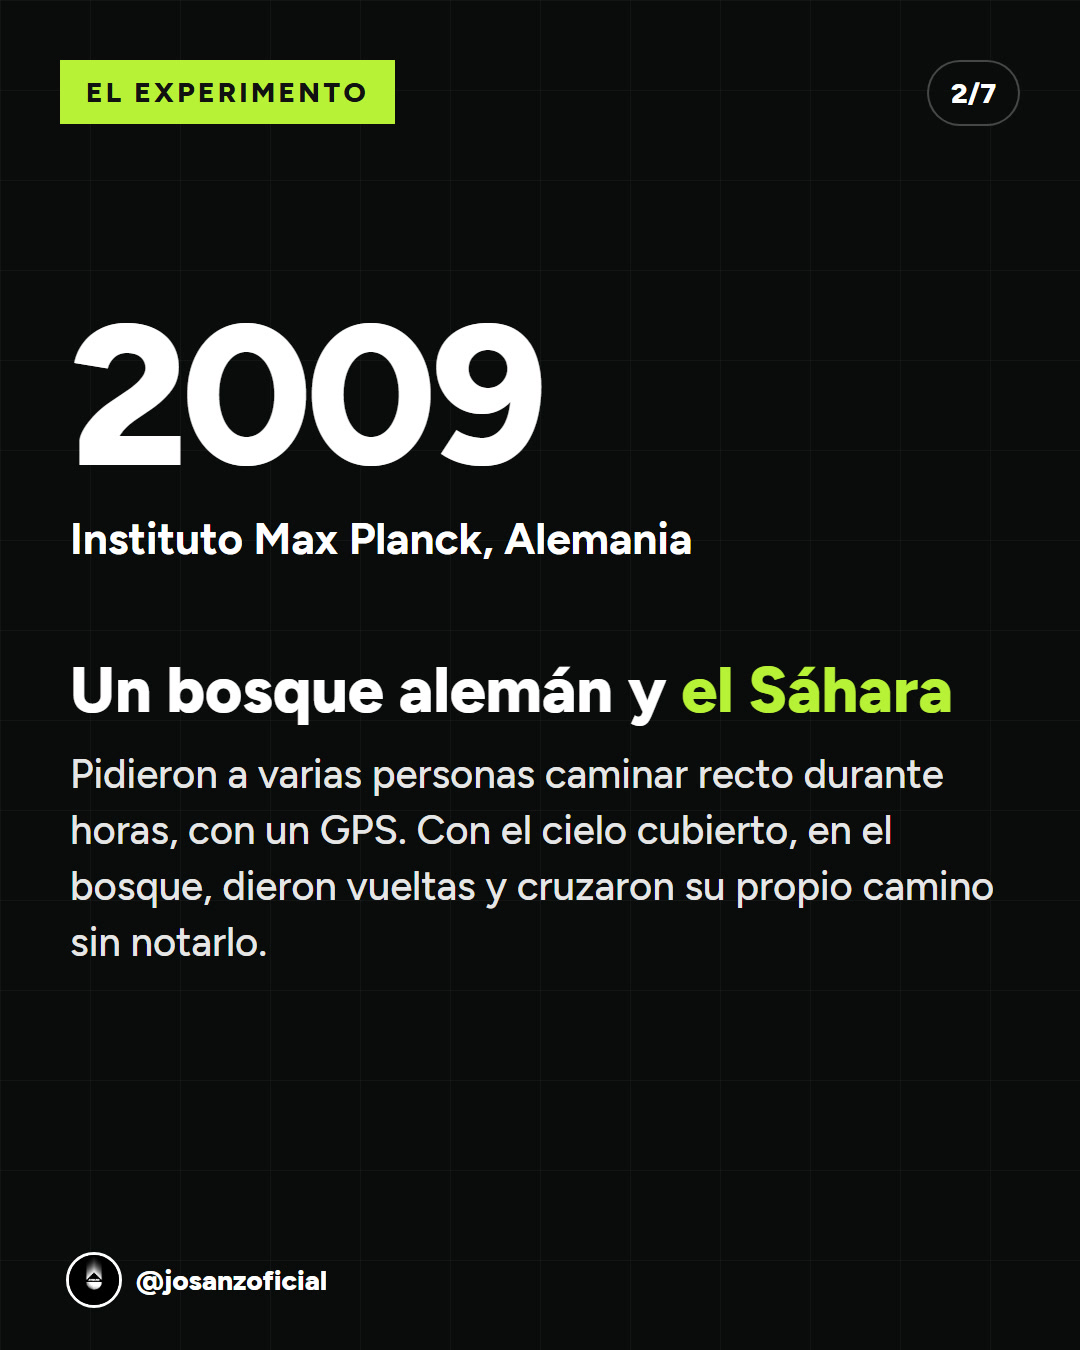 EL EXPERIMENTO
2/7
2009
Instituto Max Planck, Alemania
Un bosque alemán y el Sáhara
Pidieron a varias personas caminar recto durante
horas, con un GPS. Con el cielo cubierto, en el
bosque, dieron vueltas y cruzaron su propio camino
sin notarlo.
@josanzoficial